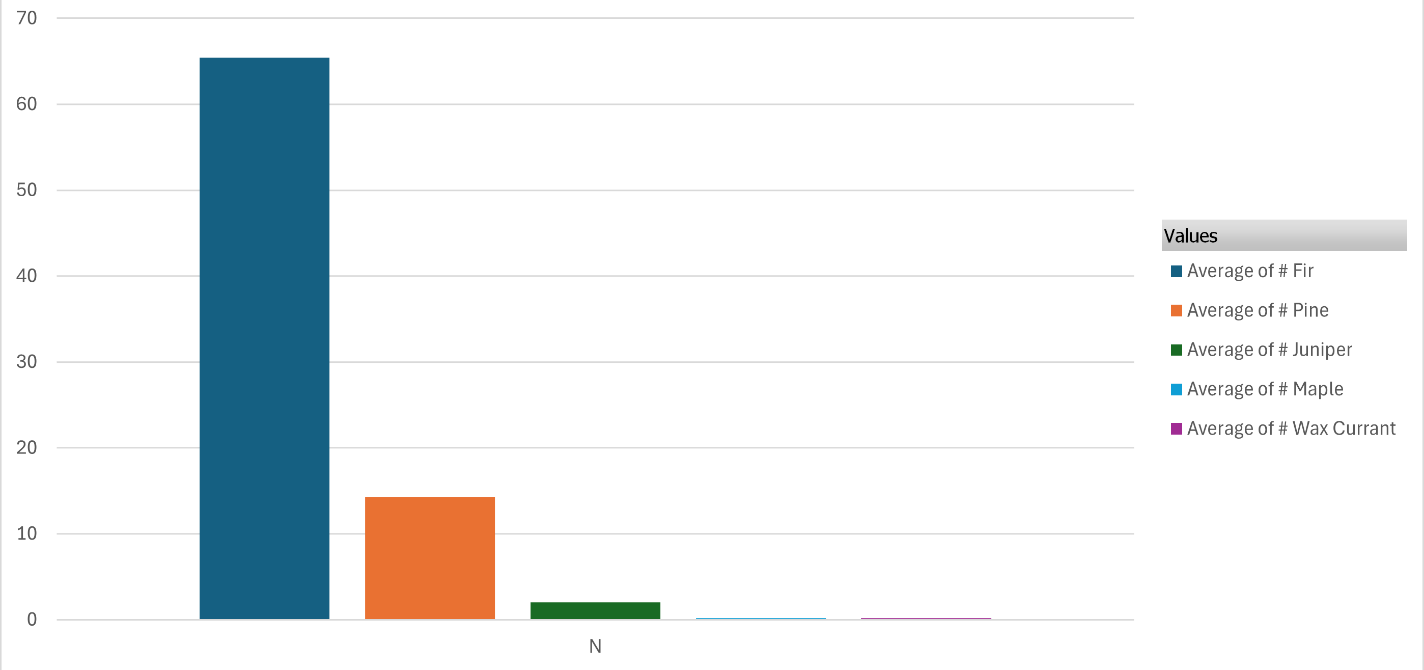 70
60
50
40
30
20
10
0
N
Values
Average of # Fir
Average of # Pine
Average of # Juniper
Average of # Maple
Average of # Wax Currant